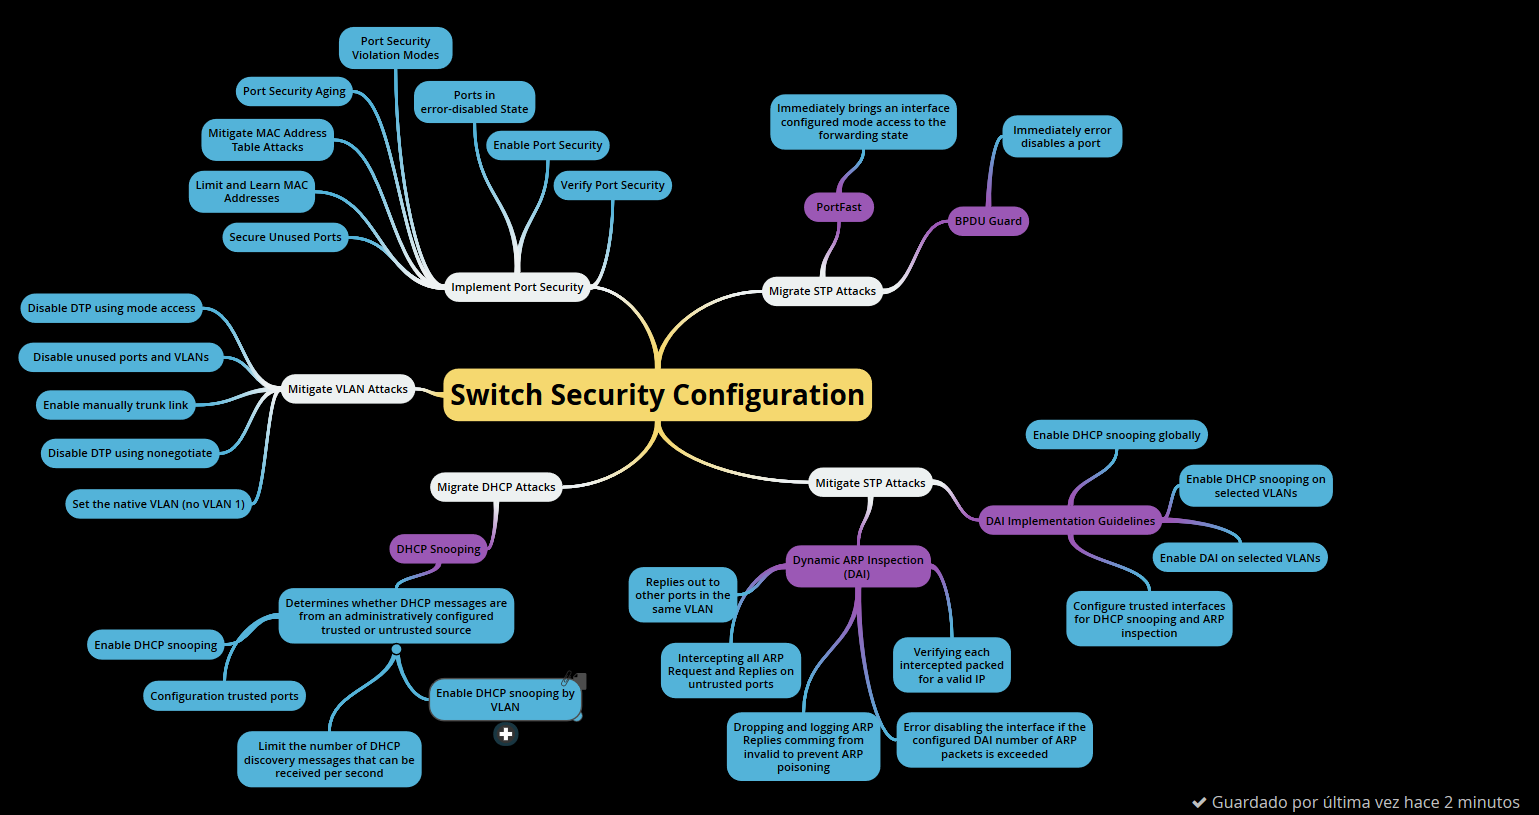 Port Security
Violation Modes
Port Security Aging
Ports in
error-disabled State
Mitigate MAC Address
Table Attacks
Enable Port Security
Limit and Learn MAC
Addresses
Verify Port Security
Secure Unused Ports
Implement Port Security
Immediately brings an interface
configured mode access to the
forwarding state
Immediately error
disables a port
PortFast
BPDU Guard
Migrate STP Attacks
Disable DTP using mode access
Disable unused ports and VLANs
Enable manually trunk link
Disable DTP using nonegotiate
Set the native VLAN (no VLAN 1)
Mitigate VLAN Attacks
Switch Security Configuration
Migrate DHCP Attacks
DHCP Snooping
Determines whether DHCP messages are
from an administratively configured
trusted or untrusted source
Enable DHCP snooping
Configuration trusted ports
Limit the number of DHCP
discovery messages that can be
received per second
Enable DHCP snooping by
VLAN
Mitigate STP Attacks
Dynamic ARP Inspection
(DAI)
Replies out to
other ports in the
same VLAN
Intercepting all ARP
Request and Replies on
untrusted ports
Dropping and logging ARP
Replies comming from
invalid to prevent ARP
poisoning
Verifying each
intercepted packed
for a valid IP
Error disabling the interface if the
configured DAI number of ARP
packets is exceeded
DAI Implementation Guidelines
Enable DHCP snooping globally
Enable DHCP snooping on
selected VLANs
Enable DAI on selected VLANs
Configure trusted interfaces
for DHCP snooping and ARP
inspection
Guardado por última vez hace 2 minutos